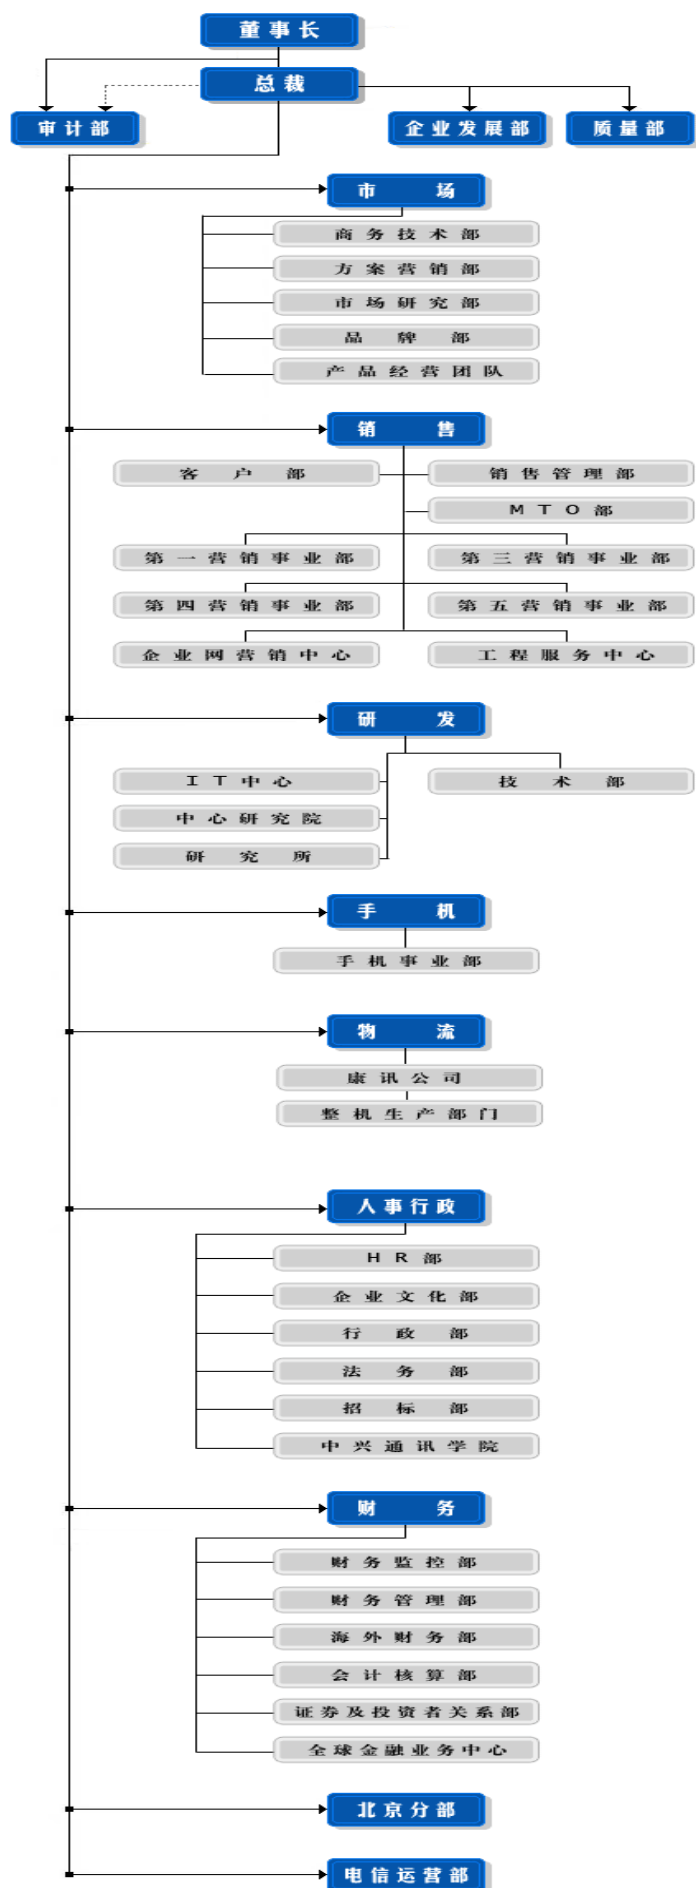 董事长
总裁
审计部 企业发展部 质量部
市场
商务技术部
方案营销部
市场研究部
品牌部
产品经营团队
销售
客户部 销售管理部
MTO部
第一营销事业部 第三营销事业部
第四营销事业部 第五营销事业部
企业网营销中心 工程服务中心
研发
IT中心 技术部
中心研究院
研究所
手机
手机事业部
物流
康讯公司
整机生产部门
人事行政
HR部
企业文化部
行政部
法务部
招标部
中兴通讯学院
财务
财务监控部
财务管理部
海外财务部
会计核算部
证券及投资者关系部
全球金融业务中心
北京分部
电信运营部